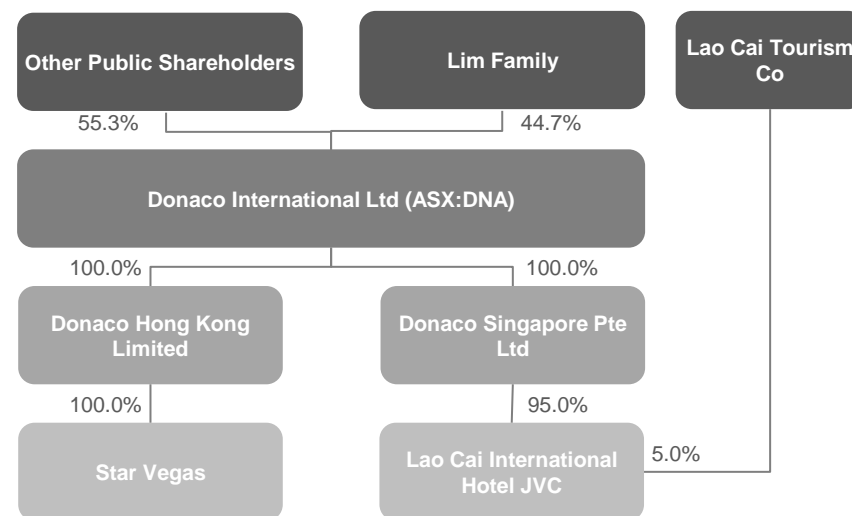 Other Public Shareholders
Lim Family
Lao Cai Tourism
Co
55.3%
44.7%
Donaco International Ltd (ASX:DNA)
100.0%
100.0%
Donaco Hong Kong
Limited
Donaco Singapore Pte
Ltd
100.0%
95.0%
Star Vegas
Lao Cai International
Hotel JVC
5.0%